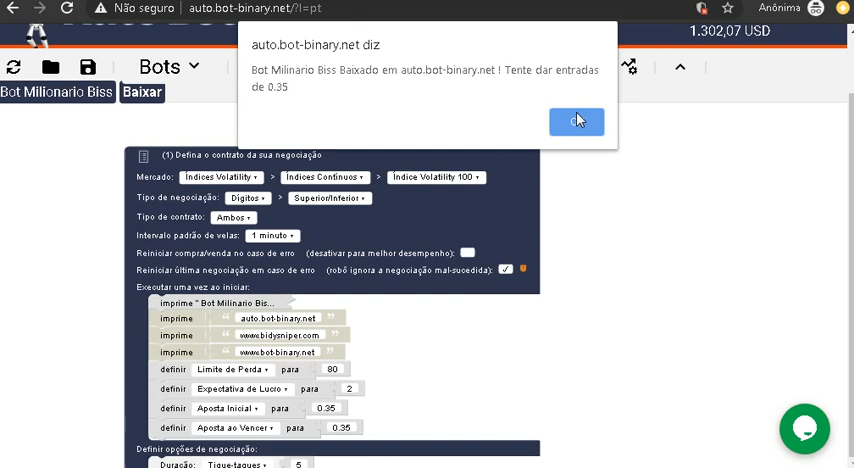 Não seguro auto.bot-binary.net/?l=pt Anônima
1.302,07 USD
auto.bot-binary.net diz
Bot Milinario Biss Baixado em auto.bot-binary.net ! Tente dar entradas
de 0.35
Bots
Bot Milionario Biss Baixar
(1) Defina o contrato da sua negociação
Mercado: Índices Volatility > Índices Contínuos > Índice Volatility 100
Tipo de negociação: Dígitos > Superior/Inferior
Tipo de contrato: Ambos
Intervalo padrão de velas: 1 minuto
Reiniciar compra/venda no caso de erro (desativar para melhor desempenho):
Reiniciar última negociação em caso de erro (robô ignora a negociação mal-sucedida):
Executar uma vez ao iniciar:
imprime " Bot Milinario Bis...
imprime “ auto.bot-binary.net ”
imprime “ www.bidysniper.com ”
imprime “ www.bot-binary.net ”
definir Limite de Perda para 80
definir Expectativa de Lucro para 2
definir Aposta Inicial para 0.35
definir Aposta ao Vencer para 0.35
Definir opções de negociação:
Duração: Tique-taques 5